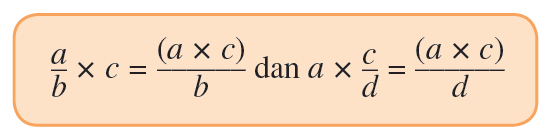 a/b × c = (a × c)/b dan a × c/d = (a × c)/d